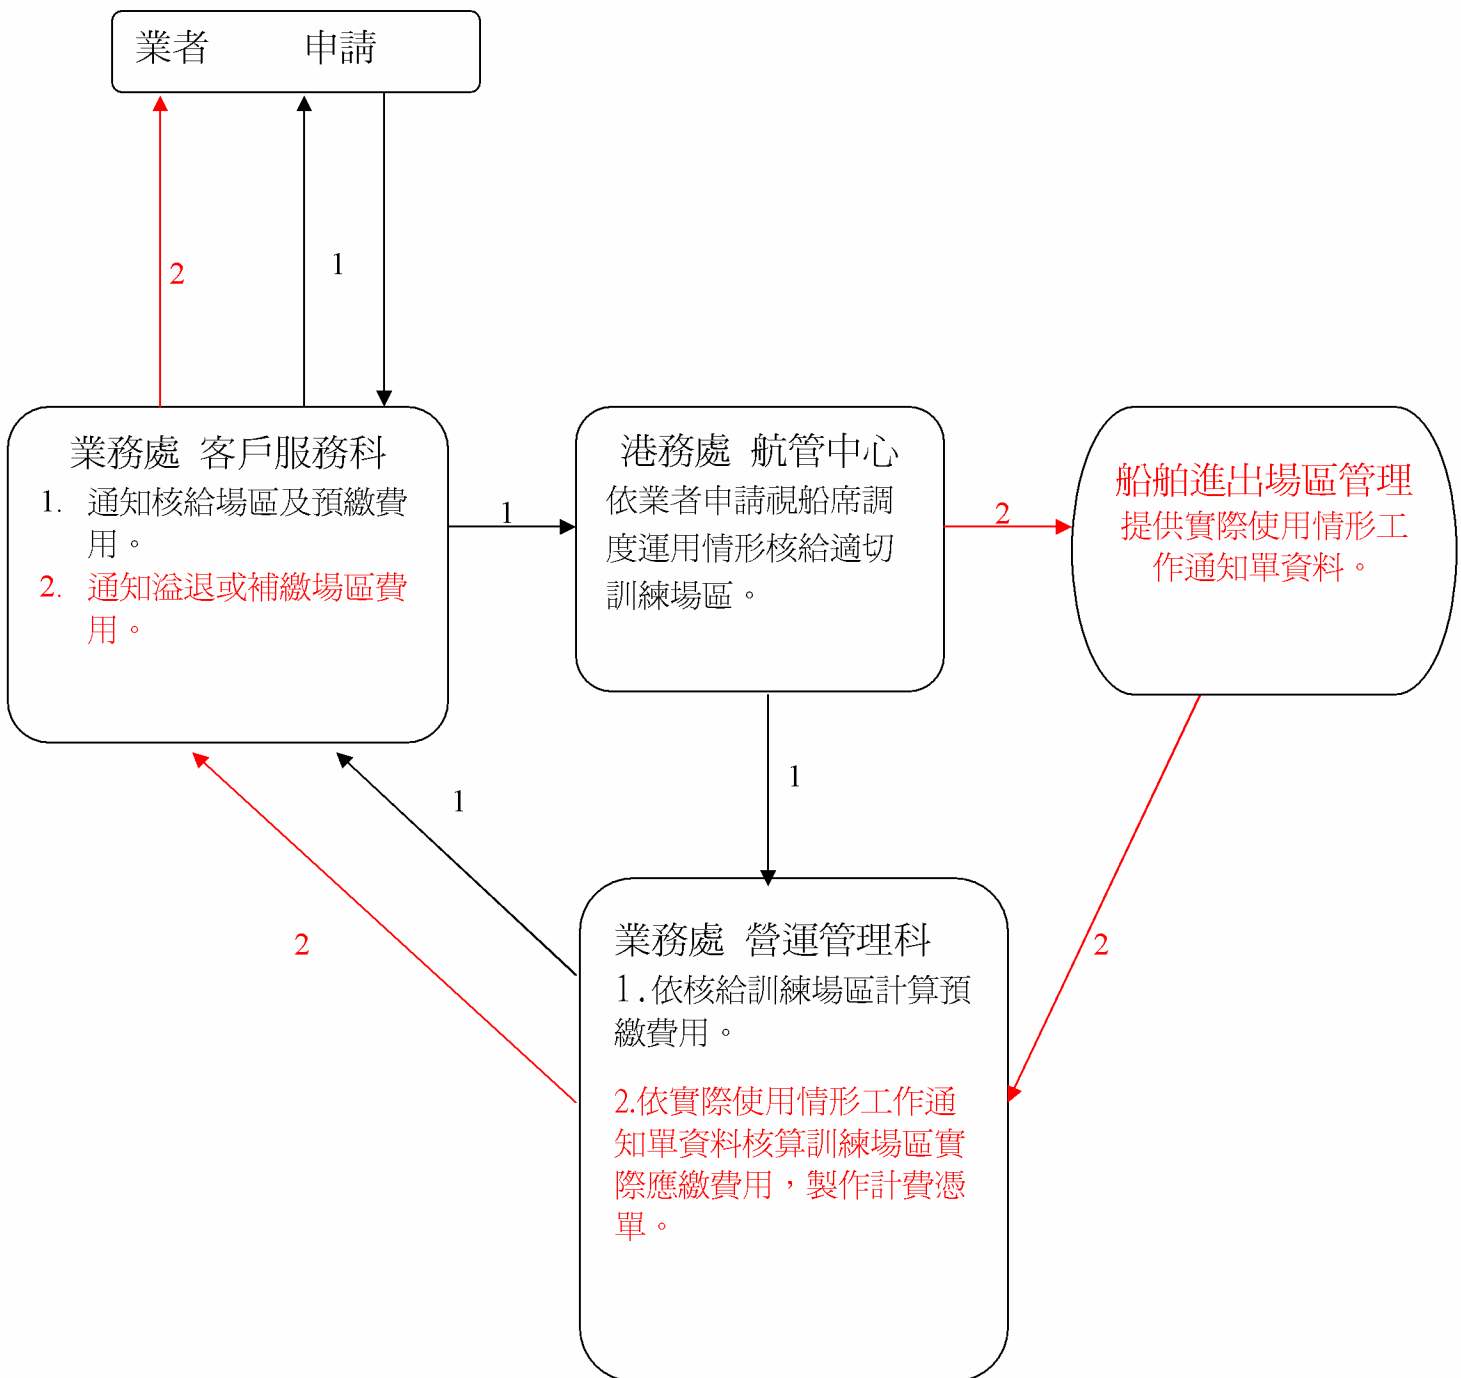 業者 申請
2
1
業務處 客戶服務科
1. 通知核給場區及預繳費
用。
2. 通知溢退或補繳場區費
用。
1
港務處 航管中心
依業者申請視船席調
度運用情形核給適切
訓練場區。
2
船舶進出場區管理
提供實際使用情形工
作通知單資料。
1
1
2
2
業務處 營運管理科
1.依核給訓練場區計算預
繳費用。
2.依實際使用情形工作通
知單資料核算訓練場區實
際應繳費用，製作計費憑
單。